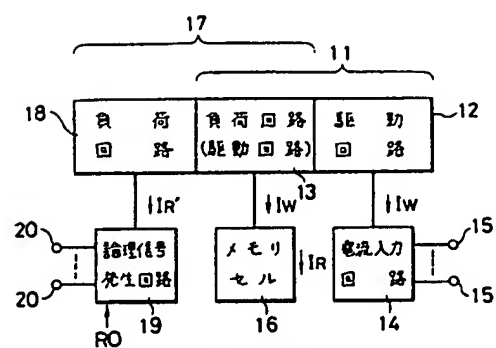 17
11
18
負荷
回路
負荷回路
(駆動回路)
駆動
回路
12
13
↓IR'
↓IW
↓IW
20
20
論理信号
発生回路
19
RO
メモリ
セル
16
↓IR
電流入力
回路
14
15
15